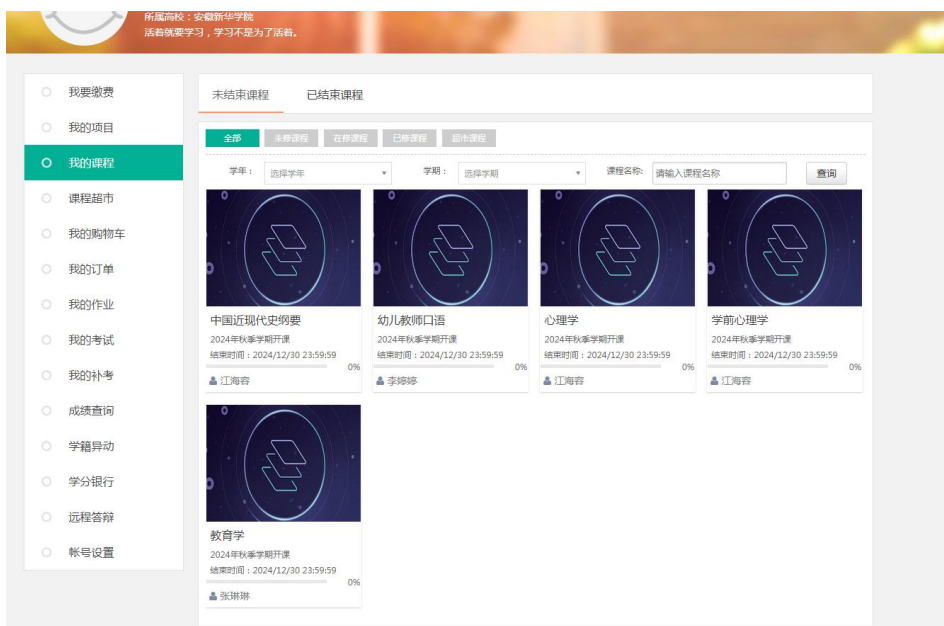 所属高校：安徽新华学院
活着就要学习，学习不是为了活着。
我要缴费
我的项目
我的课程
课程超市
我的购物车
我的订单
我的作业
我的考试
我的补考
成绩查询
学籍异动
学分银行
远程答辩
帐号设置
未结束课程 已结束课程
全部 未修课程 在修课程 已修课程 超市课程
学年： 选择学年 学期： 选择学期 课程名称: 请输入课程名称 查询
中国近现代史纲要
2024年秋季学期开课
结束时间：2024/12/30 23:59:59
0%
江海容
幼儿教师口语
2024年秋季学期开课
结束时间：2024/12/30 23:59:59
0%
李婷婷
心理学
2024年秋季学期开课
结束时间：2024/12/30 23:59:59
0%
江海容
学前心理学
2024年秋季学期开课
结束时间：2024/12/30 23:59:59
0%
江海容
教育学
2024年秋季学期开课
结束时间：2024/12/30 23:59:59
0%
张琳琳